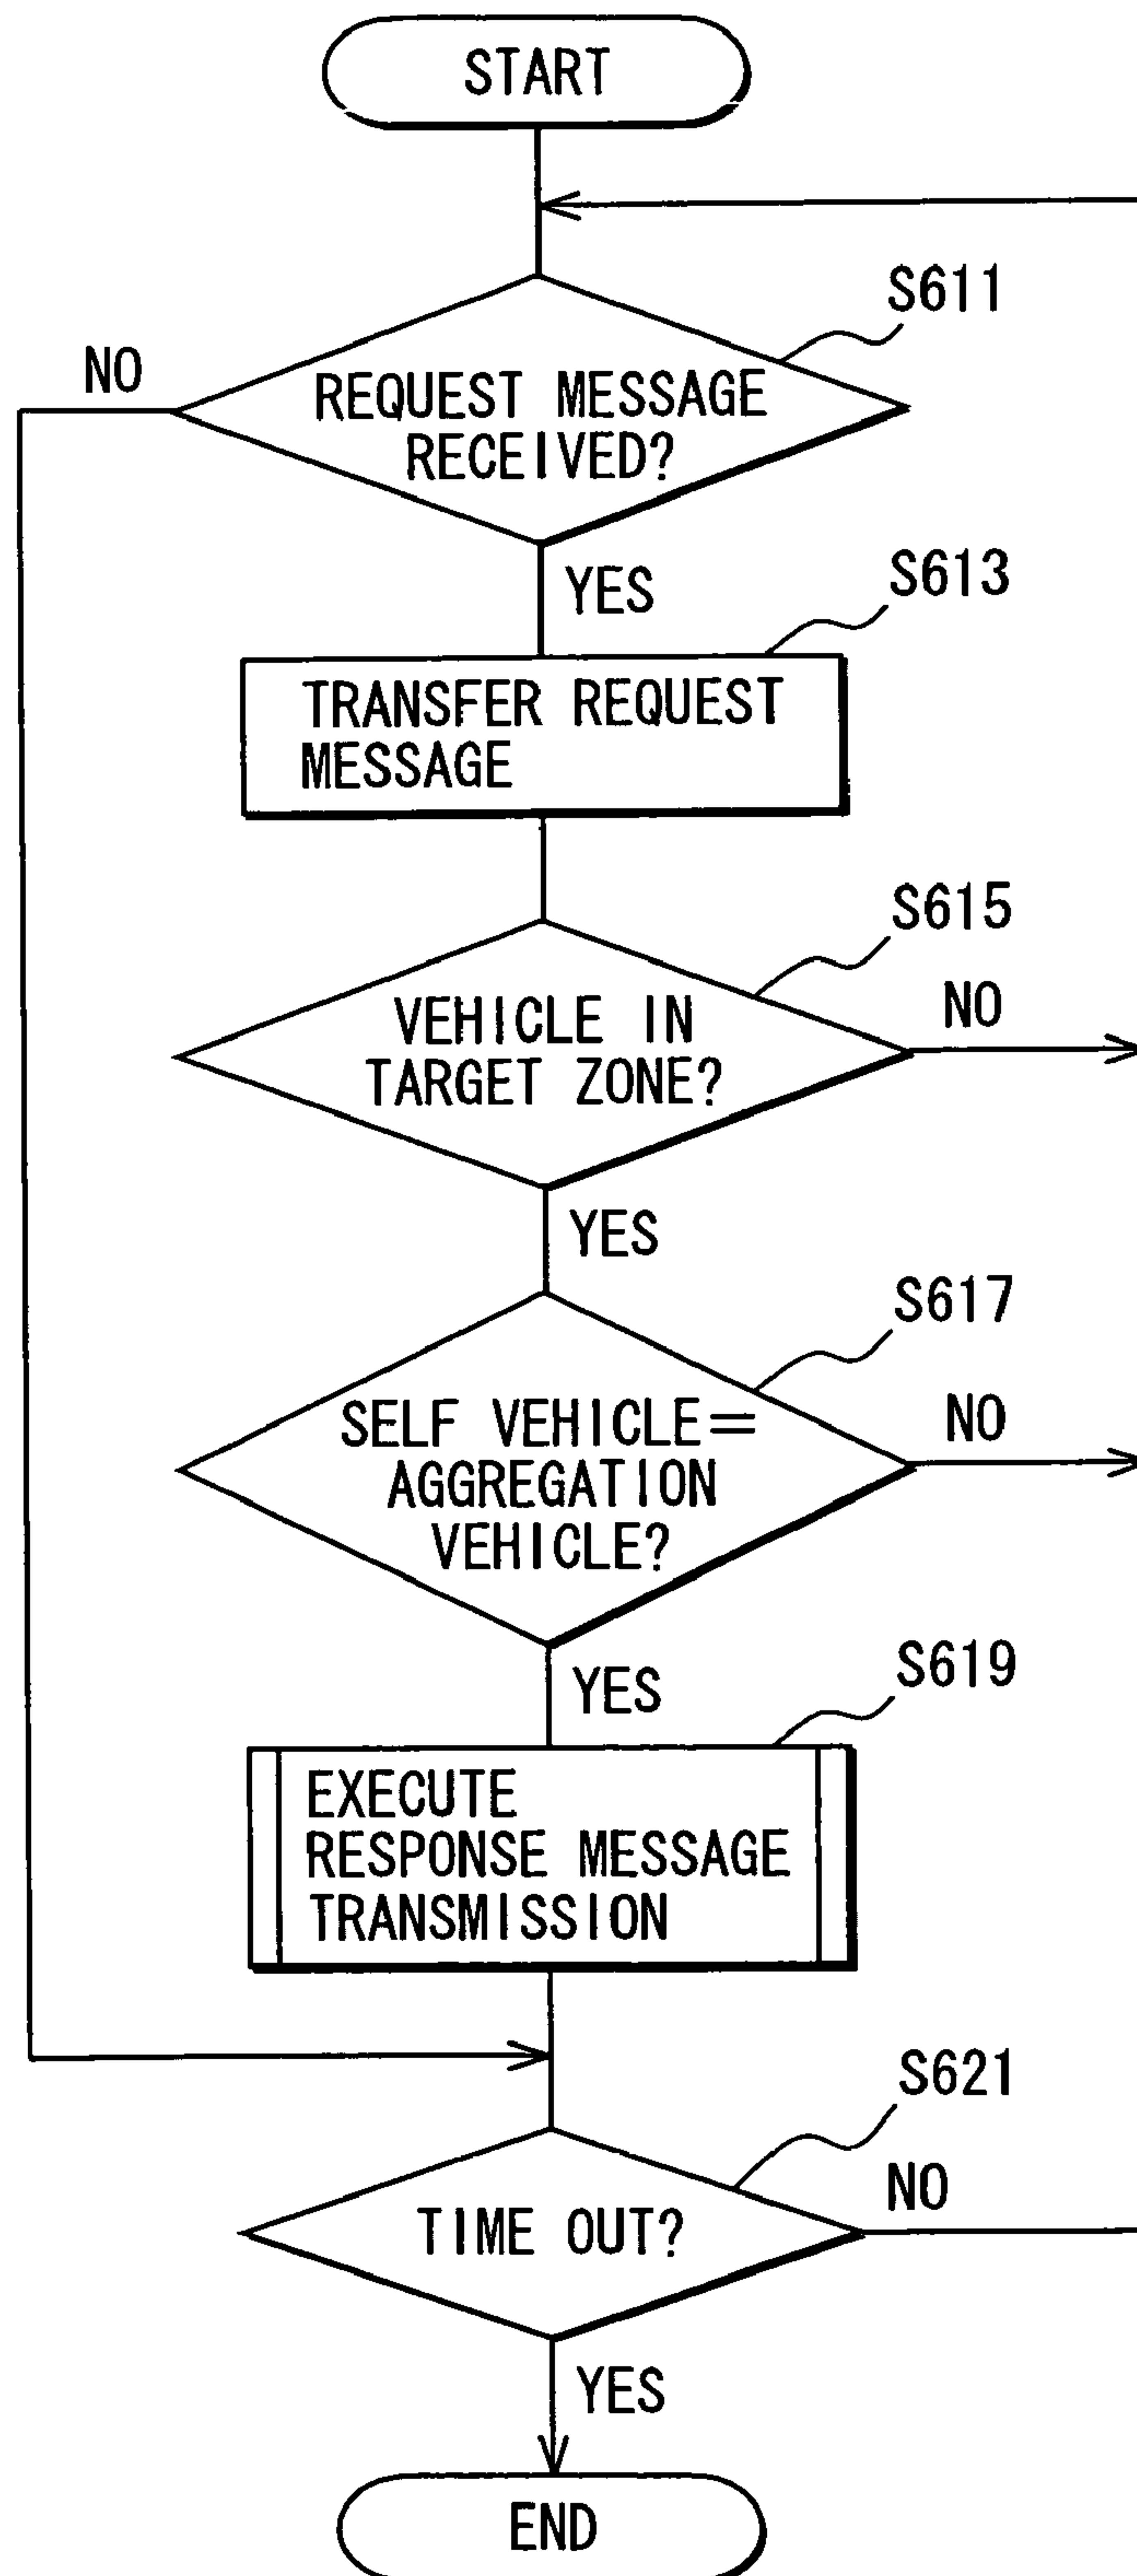 START
S611
NO
REQUEST MESSAGE
RECEIVED?
YES
S613
TRANSFER REQUEST
MESSAGE
S615
VEHICLE IN
TARGET ZONE?
NO
YES
S617
SELF VEHICLE=
AGGREGATION
VEHICLE?
NO
YES
S619
EXECUTE
RESPONSE MESSAGE
TRANSMISSION
S621
TIME OUT?
NO
YES
END